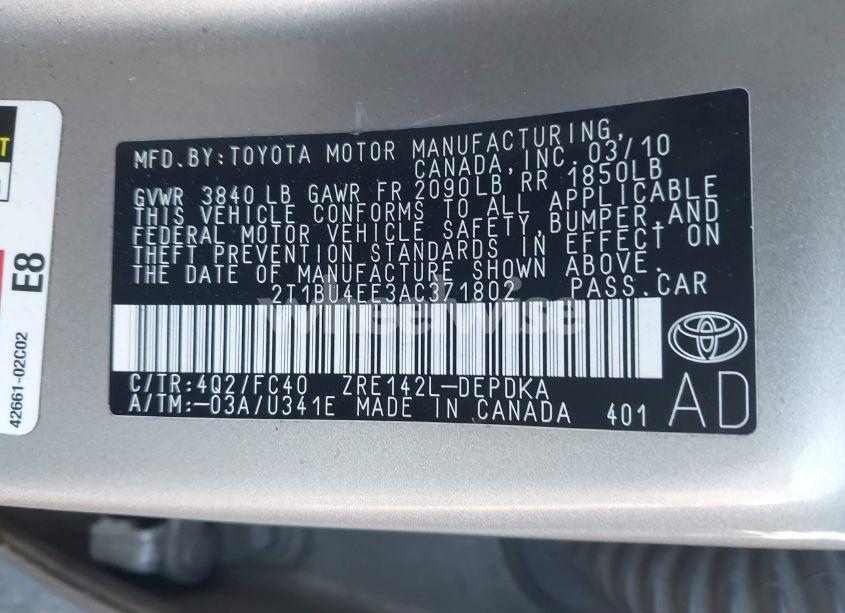 MFD.BY:TOYOTA MOTOR MANUFACTURING,
CANADA,INC.03/10
GVWR 3840 LB GAWR FR 2090LB,RR 1850LB
THIS VEHICLE CONFORMS TO ALL APPLICABLE
FEDERAL MOTOR VEHICLE SAFETY,BUMPER,AND
THEFT PREVENTION STANDARDS IN EFFECT ON
THE DATE OF MANUFACTURE SHOWN ABOVE.
2T1BU4EE3AC371802 PASS.CAR
wheelwise
C/TR:4Q2/FC40 ZRE142L-DEPDKA
A/TM:-03A/U341E MADE IN CANADA 401
AD
E8
42661-02C02